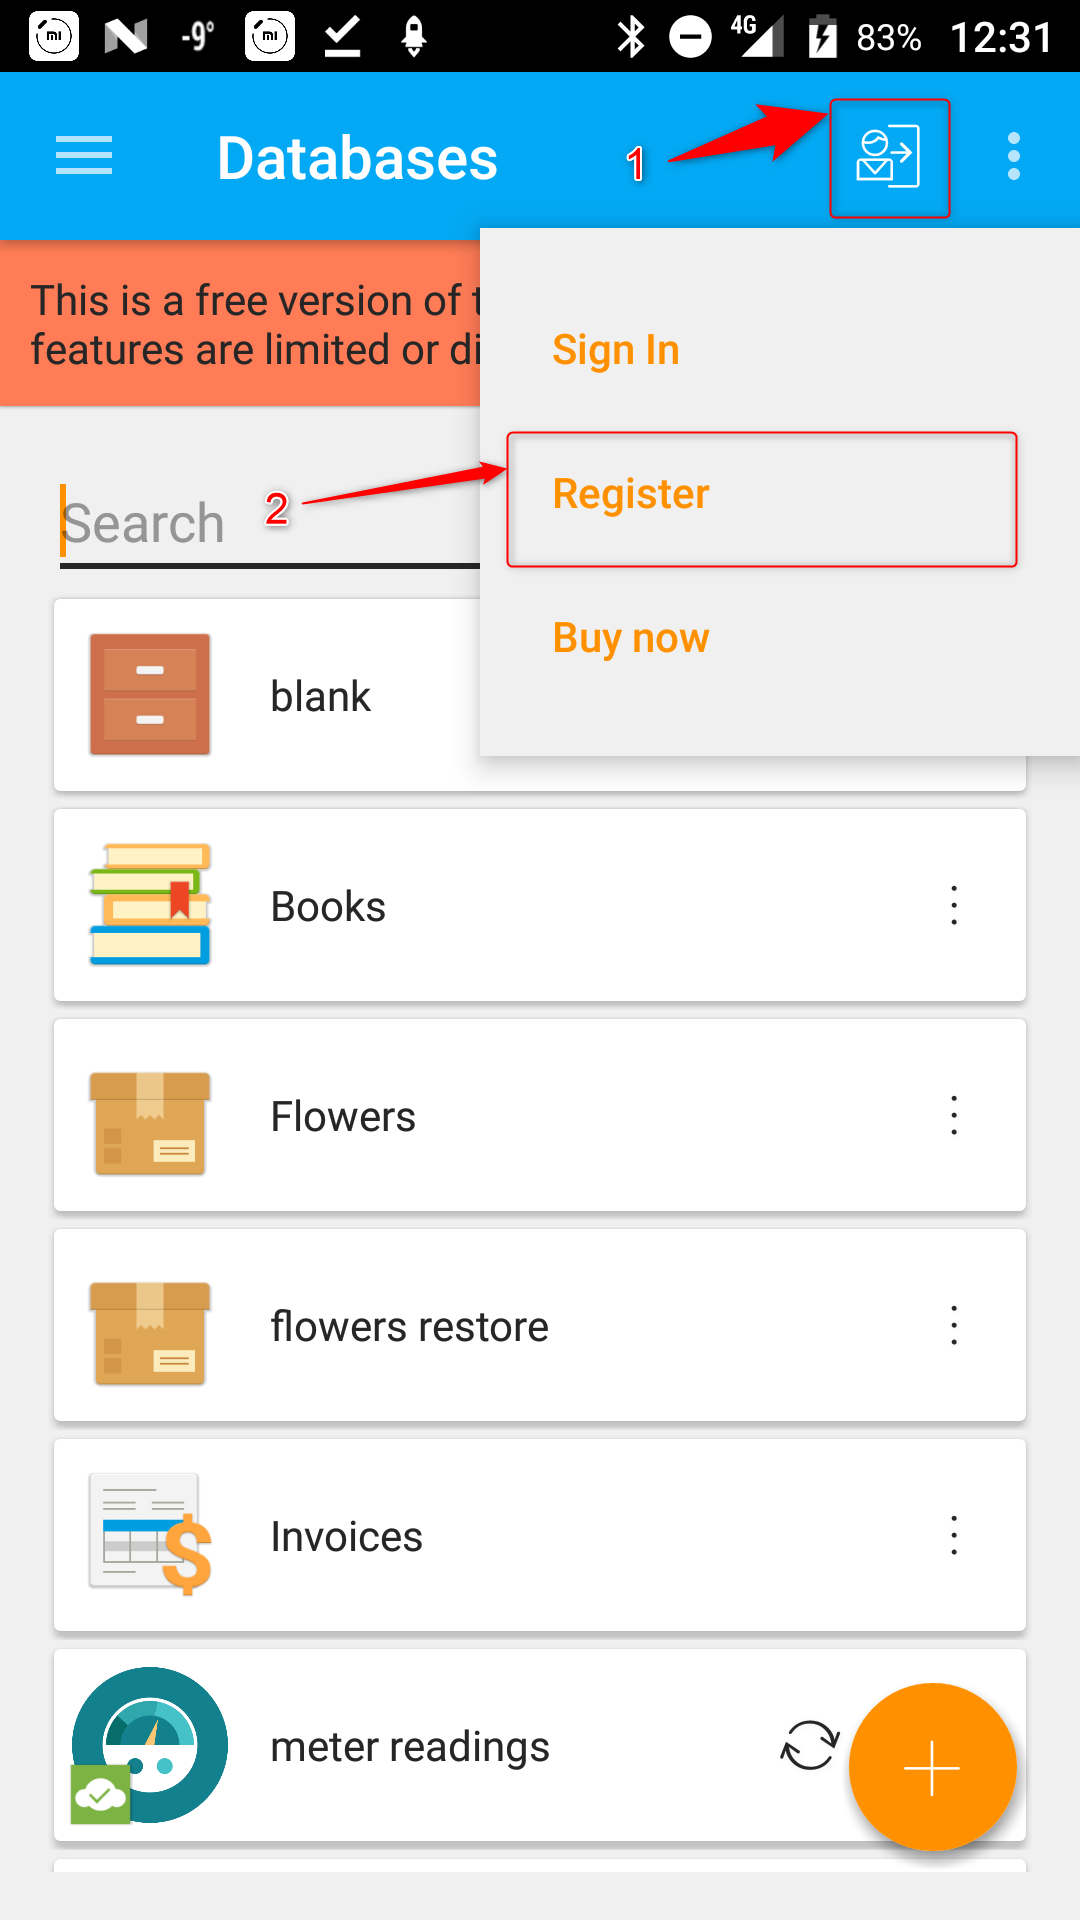 -9° 4G 83% 12:31
Databases
1
This is a free version of t
features are limited or di
Sign In
Register
2
Search
Buy now
blank
Books
Flowers
flowers restore
Invoices
meter readings